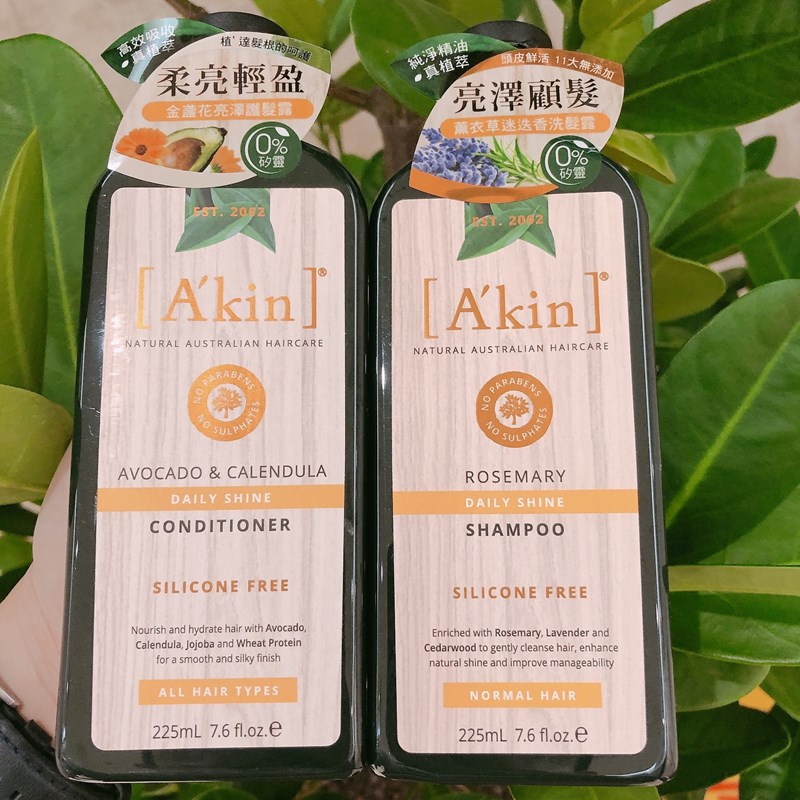 高效吸收
真植萃
植達髮根的呵護
柔亮輕盈
金盞花亮澤護髮露
0%
矽靈
EST. 2002
[A'kin]®
NATURAL AUSTRALIAN HAIRCARE
NO PARABENS
NO SULPHATES
AVOCADO & CALENDULA
DAILY SHINE
CONDITIONER
SILICONE FREE
Nourish and hydrate hair with Avocado,
Calendula, Jojoba and Wheat Protein
for a smooth and silky finish
ALL HAIR TYPES
225mL 7.6 fl.oz.℮
純淨精油
真植萃
頭皮鮮活 11大無添加
亮澤顧髮
薰衣草迷迭香洗髮露
0%
矽靈
EST. 2002
[A'kin]®
NATURAL AUSTRALIAN HAIRCARE
NO PARABENS
NO SULPHATES
ROSEMARY
DAILY SHINE
SHAMPOO
SILICONE FREE
Enriched with Rosemary, Lavender and
Cedarwood to gently cleanse hair, enhance
natural shine and improve manageability
NORMAL HAIR
225mL 7.6 fl.oz.℮